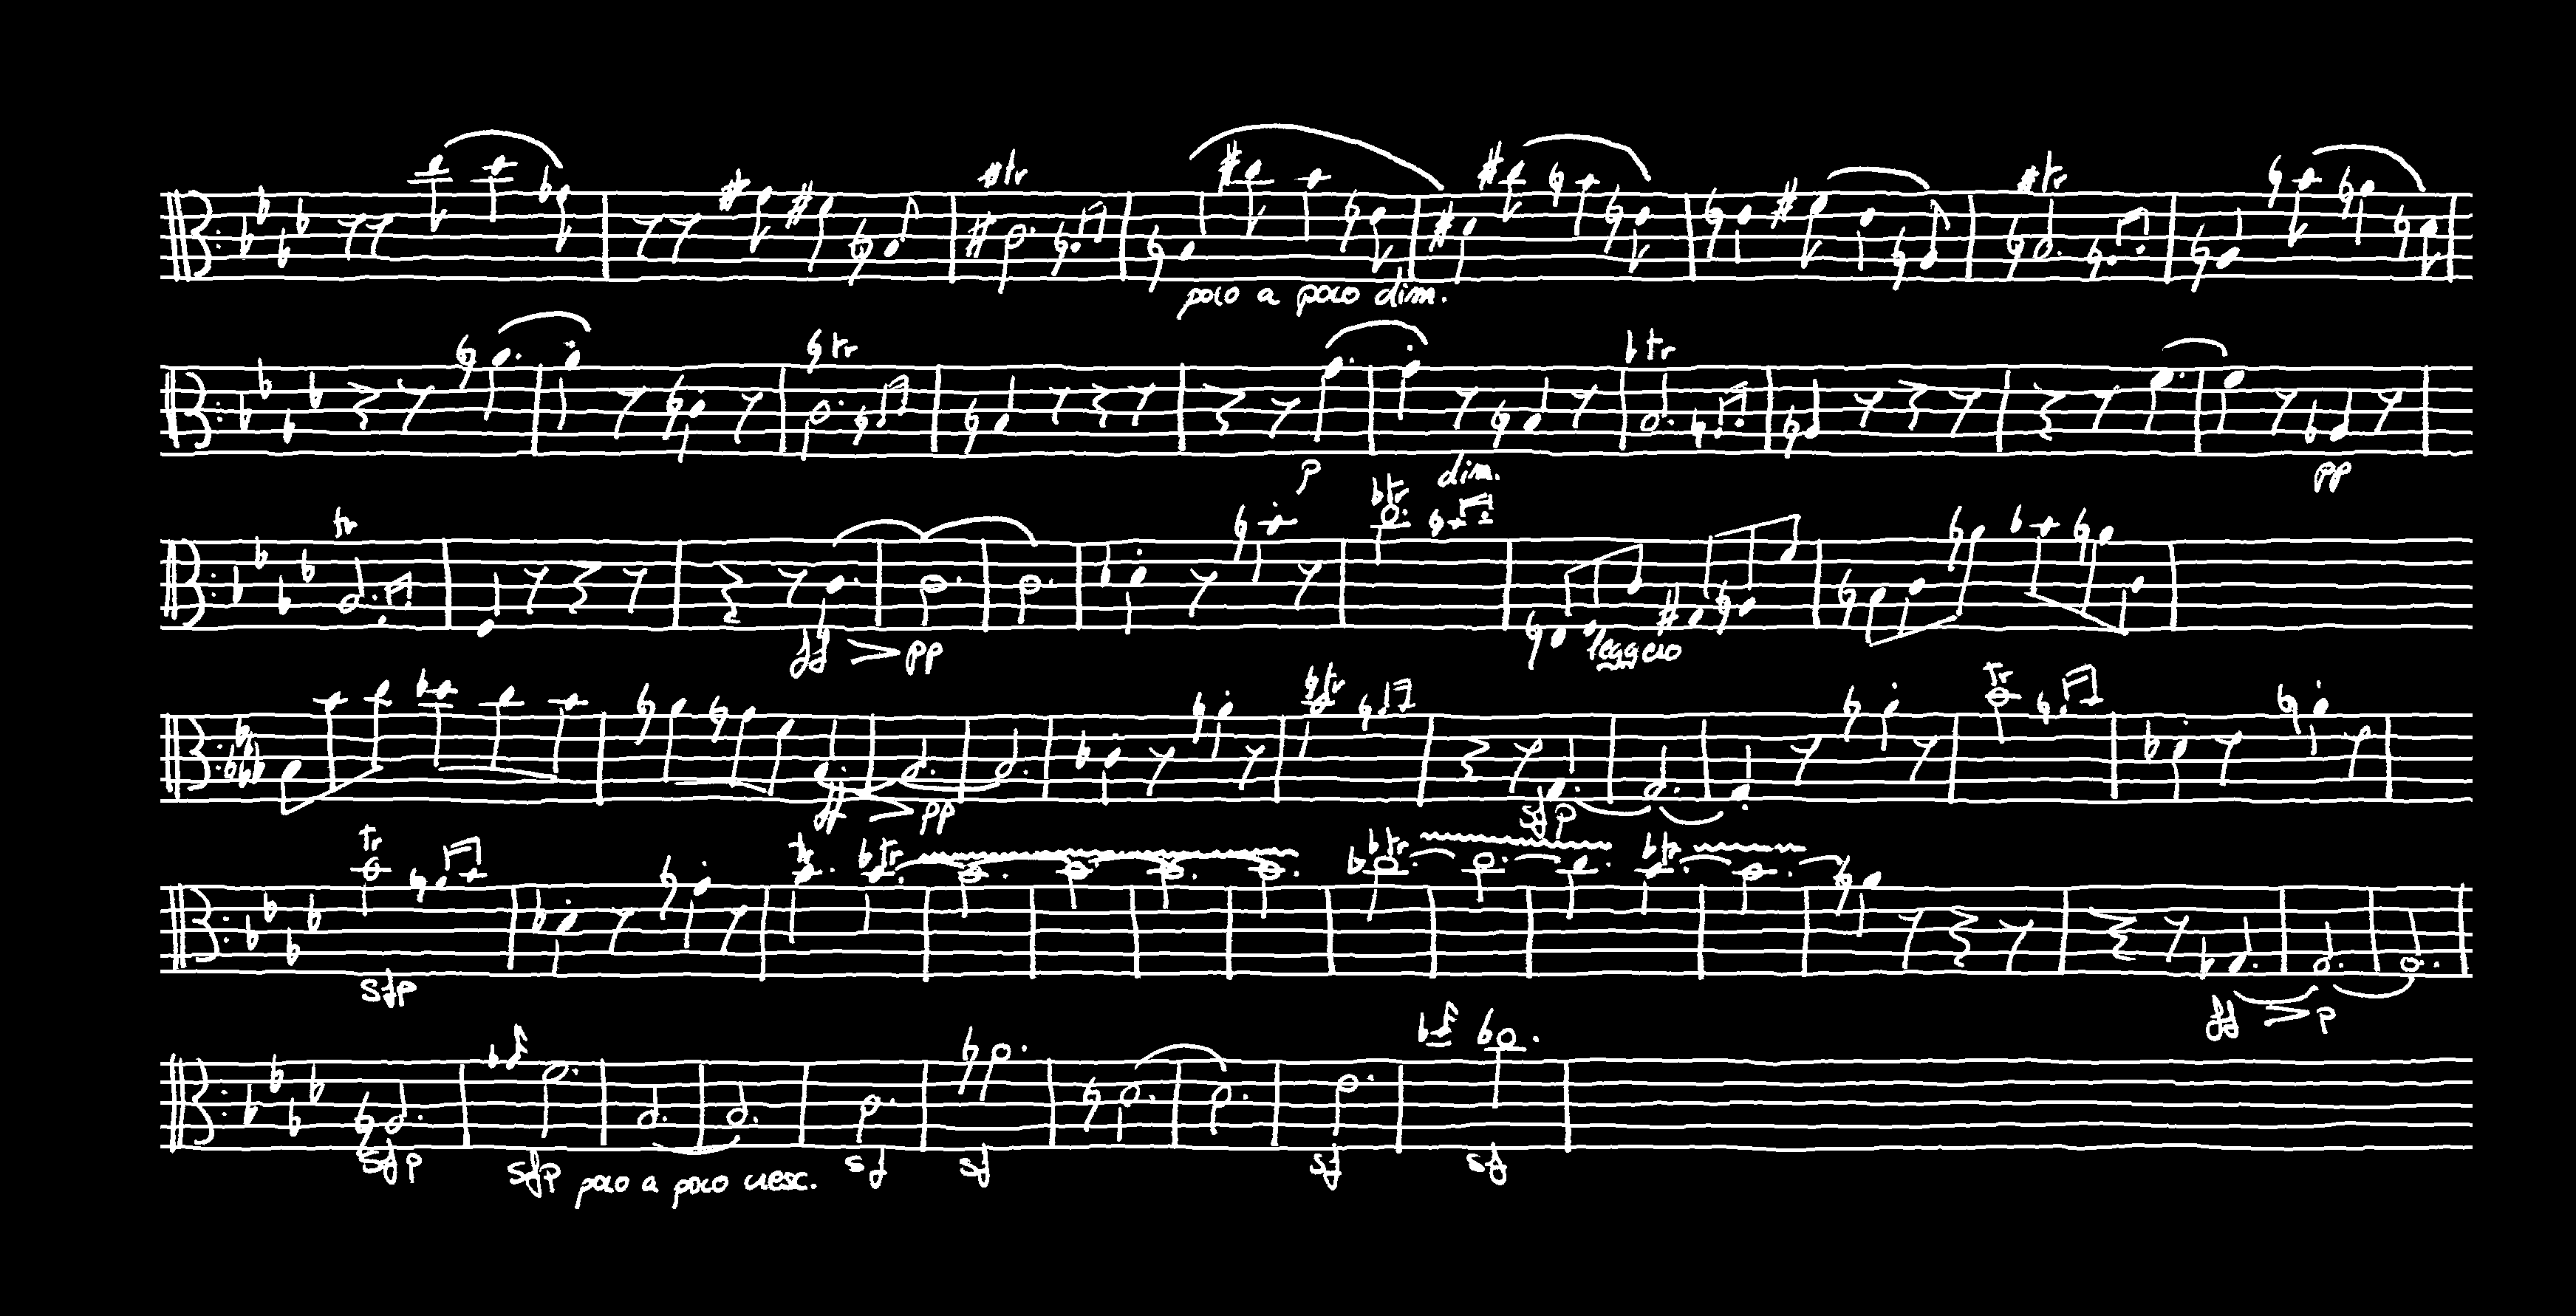 tr tr
poco a poco dim.
tr tr
p dim. pp
tr tr
ff pp leggero
tr tr
ff pp sfp
tr tr tr tr tr
sfp ff p
sfp sfp poco a poco cresc. sf sf sf sf